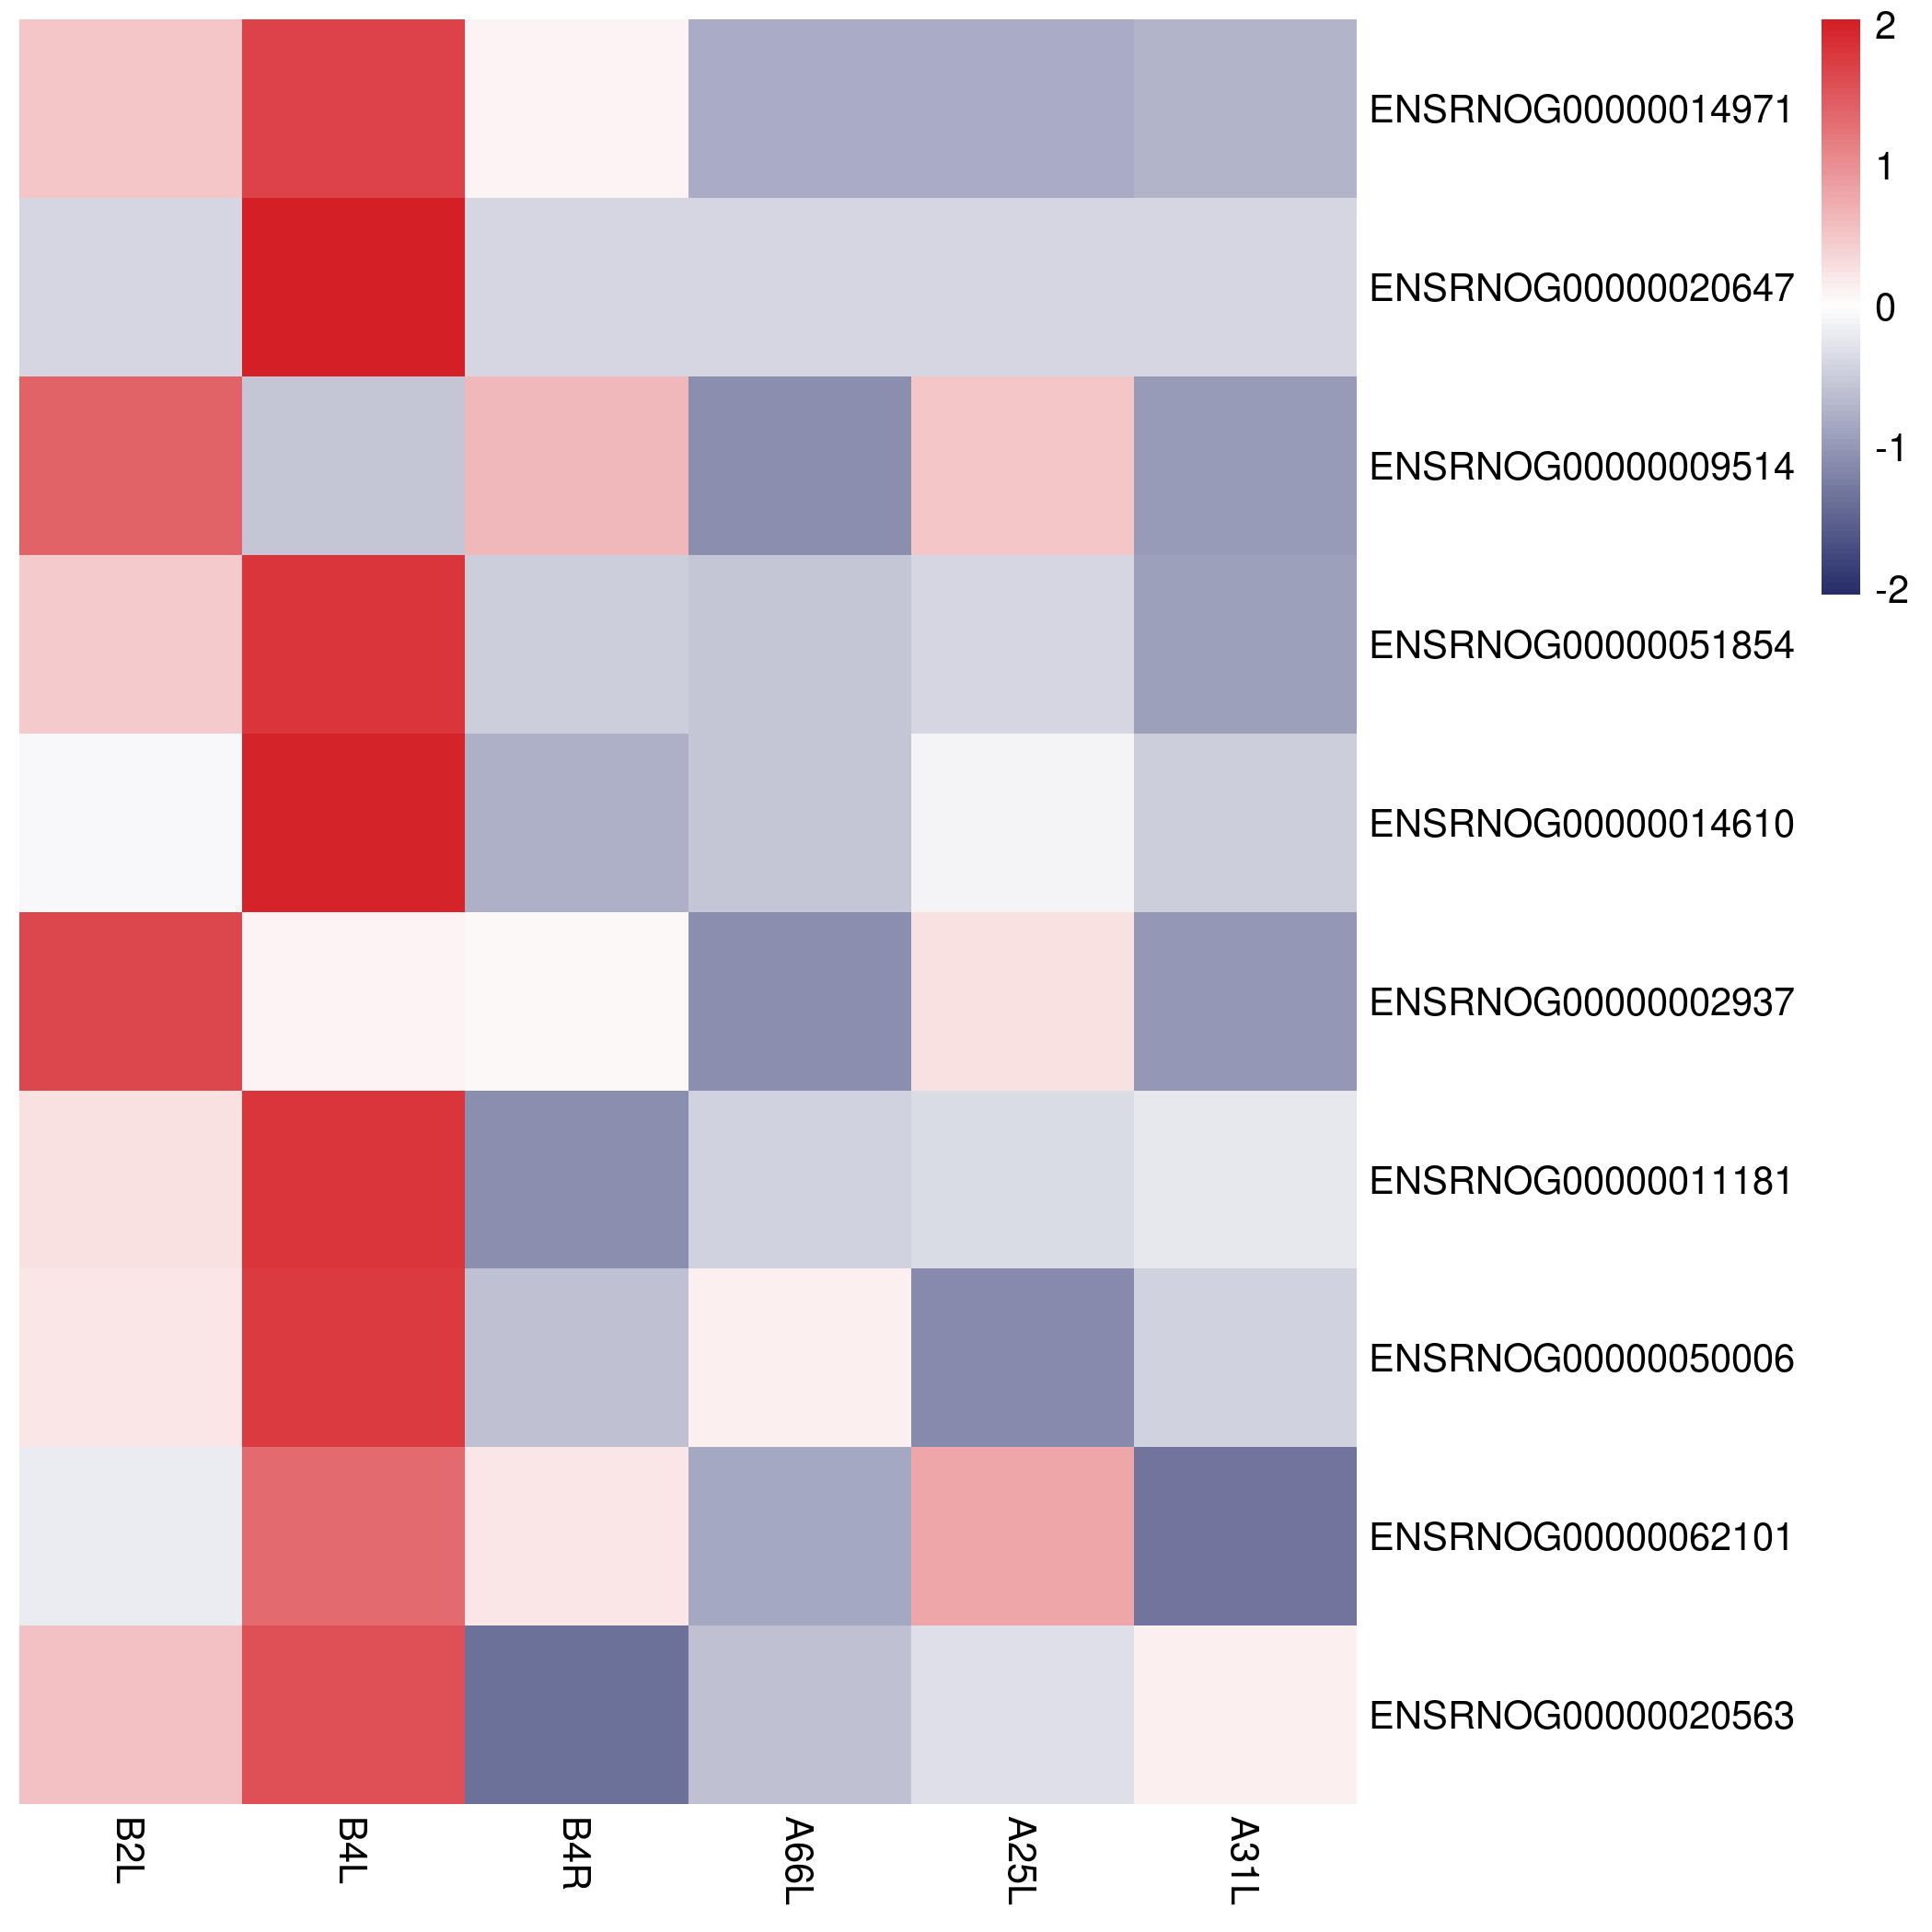 ENSRNOG00000014971
ENSRNOG00000020647
ENSRNOG00000009514
ENSRNOG00000051854
ENSRNOG00000014610
ENSRNOG00000002937
ENSRNOG00000011181
ENSRNOG00000050006
ENSRNOG00000062101
ENSRNOG00000020563
2
1
0
-1
-2
B2L
B4L
B4R
A66L
A25L
A31L